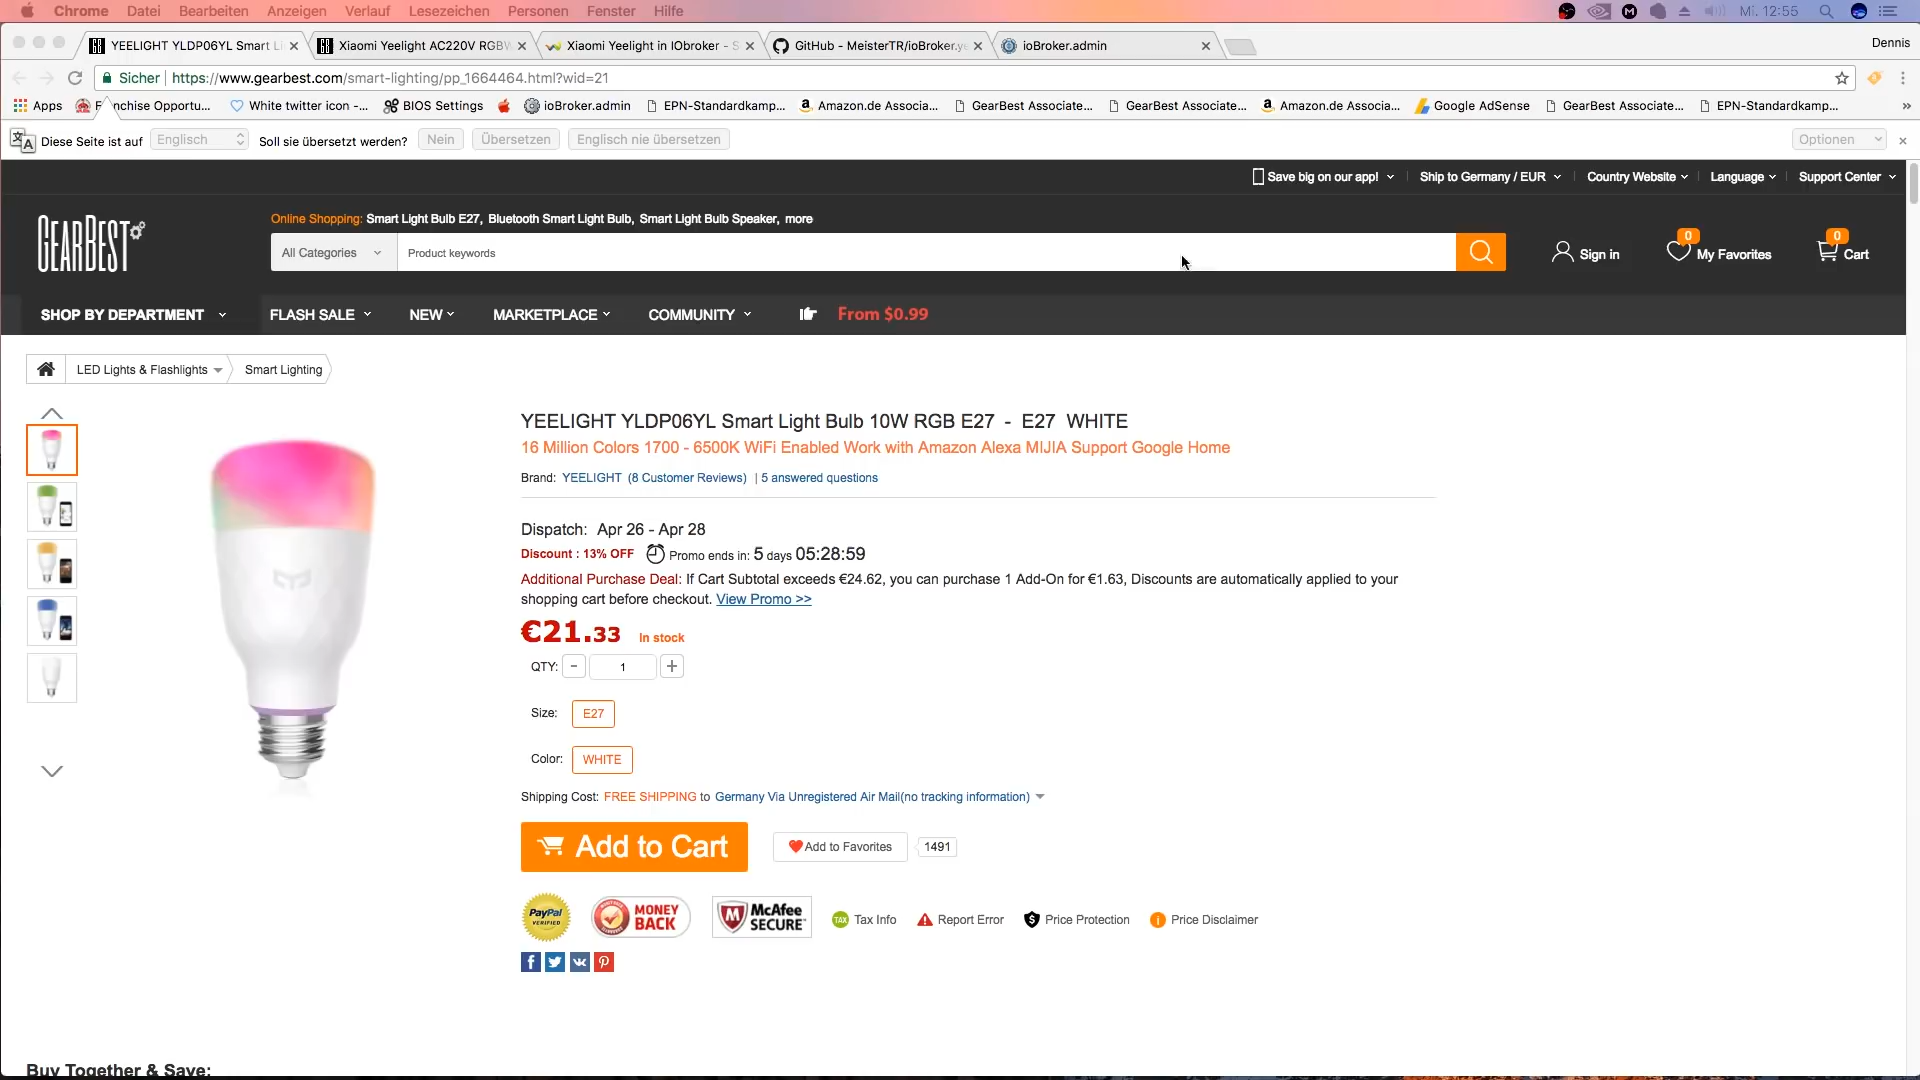 Chrome Datei Bearbeiten Anzeigen Verlauf Lesezeichen Personen Fenster Hilfe Mi. 12:55
YEELIGHT YLDP06YL Smart Li Xiaomi Yeelight AC220V RGBW Xiaomi Yeelight in IObroker - S GitHub - MeisterTR/ioBroker.ye ioBroker.admin Dennis
Sicher https://www.gearbest.com/smart-lighting/pp_1664464.html?wid=21
Apps F nchise Opportu... White twitter icon -... BIOS Settings ioBroker.admin EPN-Standardkamp... Amazon.de Associa... GearBest Associate... GearBest Associate... Amazon.de Associa... Google AdSense GearBest Associate... EPN-Standardkamp... »
Diese Seite ist auf Englisch Soll sie übersetzt werden? Nein Übersetzen Englisch nie übersetzen Optionen
Save big on our app! Ship to Germany / EUR Country Website Language Support Center
Online Shopping: Smart Light Bulb E27, Bluetooth Smart Light Bulb, Smart Light Bulb Speaker, more
GEARBEST All Categories Product keywords Sign in 0 My Favorites 0 Cart
SHOP BY DEPARTMENT FLASH SALE NEW MARKETPLACE COMMUNITY From $0.99
LED Lights & Flashlights Smart Lighting
YEELIGHT YLDP06YL Smart Light Bulb 10W RGB E27 - E27 WHITE
16 Million Colors 1700 - 6500K WiFi Enabled Work with Amazon Alexa MIJIA Support Google Home
Brand: YEELIGHT (8 Customer Reviews) | 5 answered questions
Dispatch: Apr 26 - Apr 28
Discount : 13% OFF Promo ends in: 5 days 05:28:59
Additional Purchase Deal: If Cart Subtotal exceeds €24.62, you can purchase 1 Add-On for €1.63, Discounts are automatically applied to your
shopping cart before checkout. View Promo >>
€21.33 In stock
QTY: - 1 +
Size: E27
Color: WHITE
Shipping Cost: FREE SHIPPING to Germany Via Unregistered Air Mail(no tracking information)
Add to Cart Add to Favorites 1491
PayPal VERIFIED MONEY BACK McAfee SECURE TAX Tax Info Report Error Price Protection Price Disclaimer
Buy Together & Save: